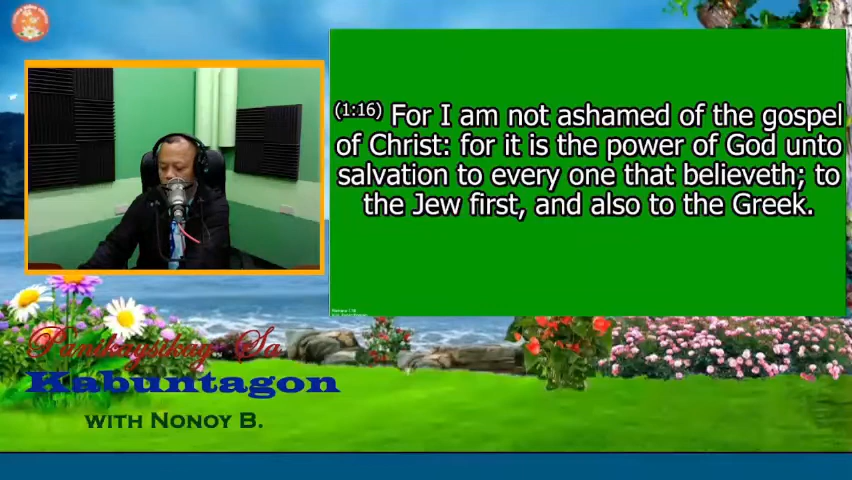 (1:16) For I am not ashamed of the gospel
of Christ: for it is the power of God unto
salvation to every one that believeth; to
the Jew first, and also to the Greek.
Panikaysikay Sa
Kabuntagon
WITH NONOY B.